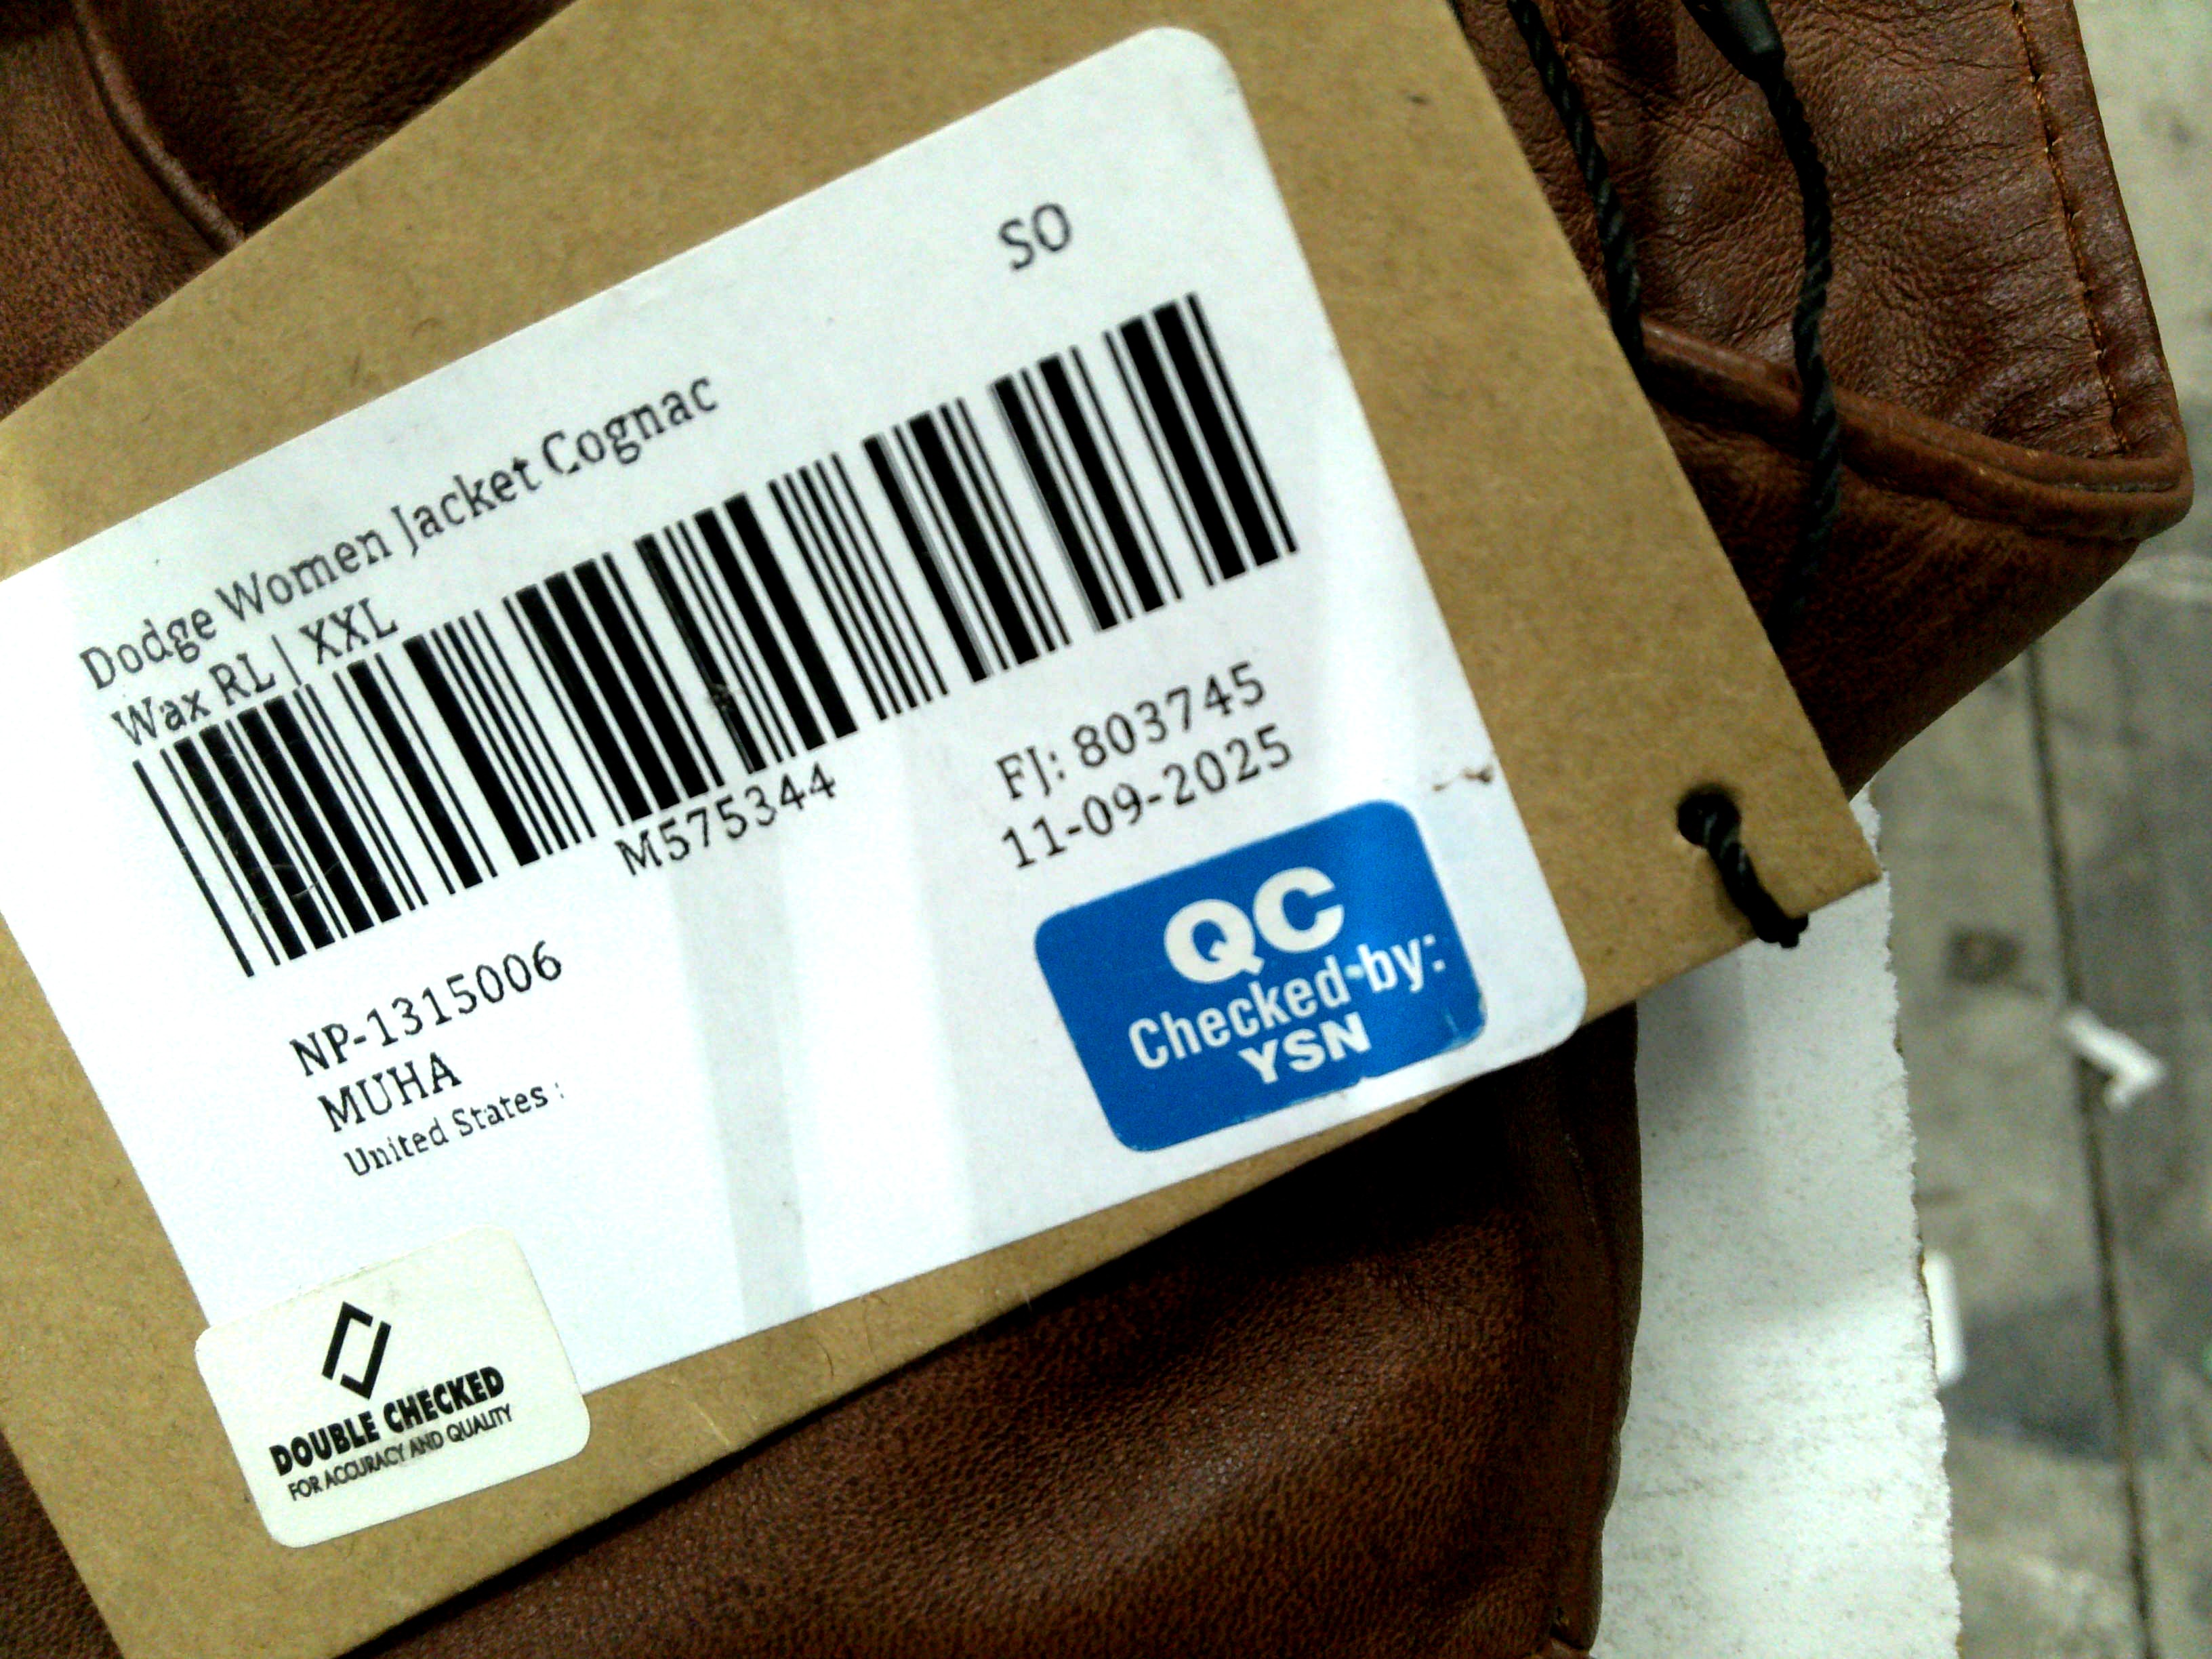 SO
Dodge Women Jacket Cognac
Wax RL | XXL
M575344
FJ: 803745
11-09-2025
NP-1315006
MUHA
United States :
QC
Checked-by:
YSN
DOUBLE CHECKED
FOR ACCURACY AND QUALITY